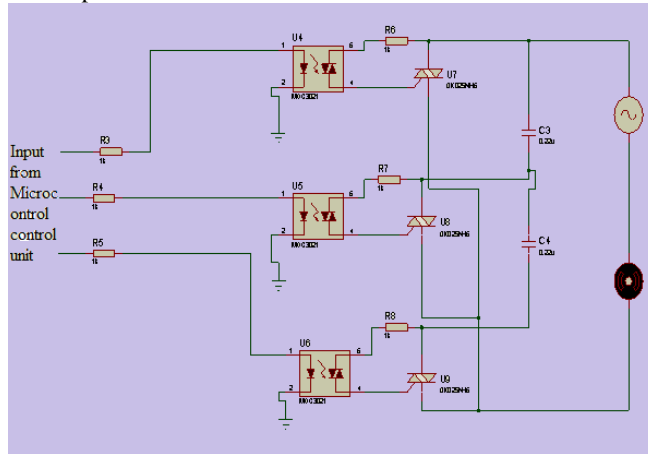 U4
R6
1k
1
2
6
4
MOC3021
U7
C3
0.22u
R3
1k
Input
from
Microc
ontrol
control
unit
R4
1k
R5
1k
U5
R7
1k
1
2
6
4
MOC3021
U8
C4
0.22u
U6
R8
1k
1
2
6
4
MOC3021
U9